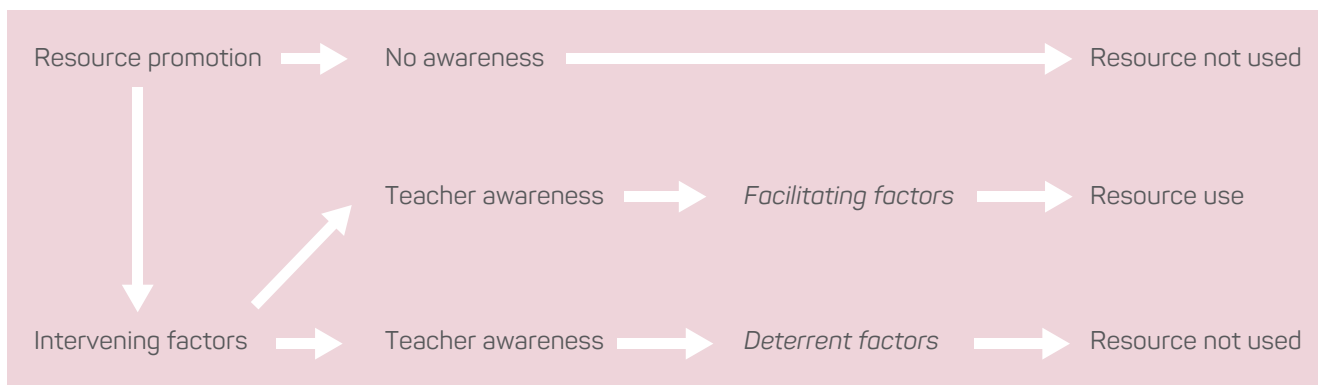 Resource promotion No awareness Resource not used
Teacher awareness Facilitating factors Resource use
Intervening factors Teacher awareness Deterrent factors Resource not used